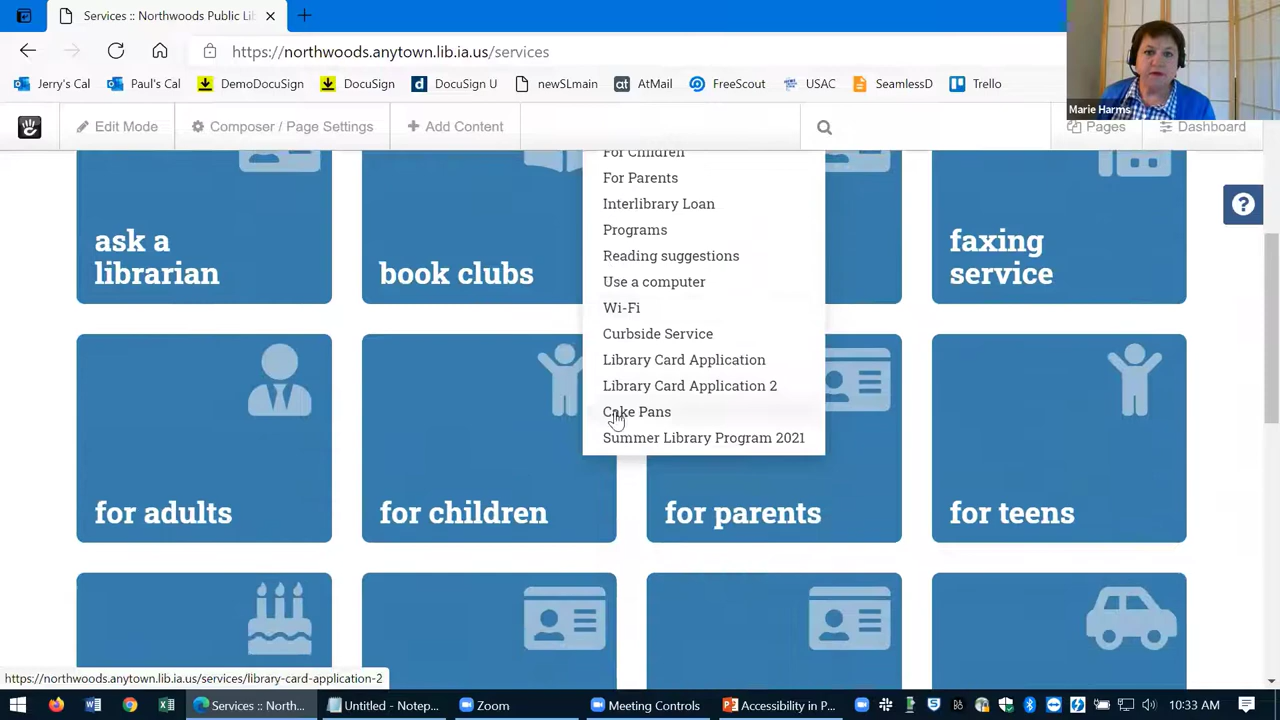 Services :: Northwoods Public Lib
https://northwoods.anytown.lib.ia.us/services
Jerry's Cal Paul's Cal DemoDocuSign DocuSign DocuSign U newSLmain AtMail FreeScout USAC SeamlessD Trello
Marie Harms
Edit Mode Composer / Page Settings Add Content Pages Dashboard
For Children
For Parents
Interlibrary Loan
Programs
Reading suggestions
Use a computer
Wi-Fi
Curbside Service
Library Card Application
Library Card Application 2
Cake Pans
Summer Library Program 2021
ask a
librarian
book clubs
faxing
service
for adults
for children
for parents
for teens
https://northwoods.anytown.lib.ia.us/services/library-card-application-2
Services :: North... Untitled - Notep... Zoom Meeting Controls Accessibility in P... 10:33 AM